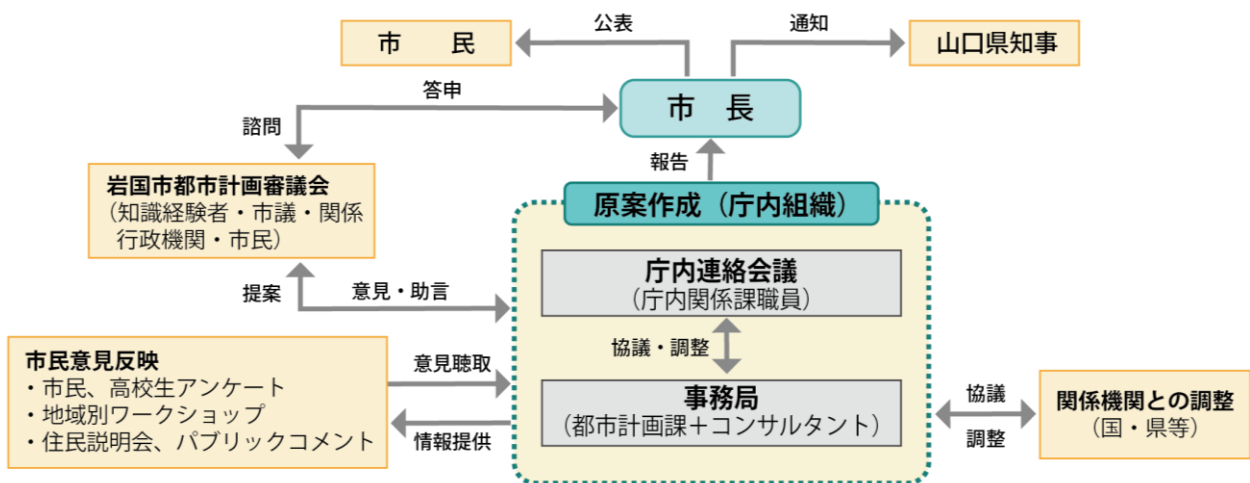 公表
通知
市　民
山口県知事
市　長
答申
諮問
報告
岩国市都市計画審議会
（知識経験者・市議・関係
行政機関・市民）
原案作成（庁内組織）
庁内連絡会議
（庁内関係課職員）
提案
意見・助言
協議・調整
市民意見反映
・市民、高校生アンケート
・地域別ワークショップ
・住民説明会、パブリックコメント
意見聴取
情報提供
事務局
（都市計画課＋コンサルタント）
協議
調整
関係機関との調整
（国・県等）